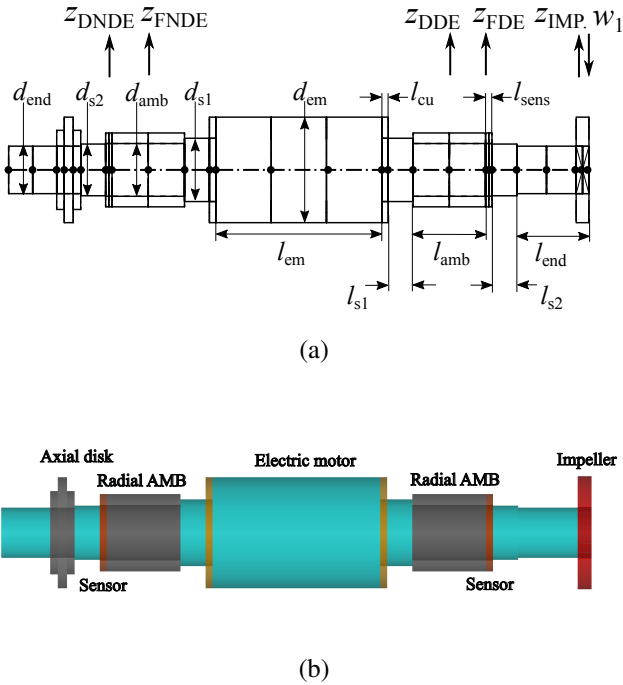 z_DNDE z_FNDE z_DDE z_FDE z_IMP. w_1
d_end d_s2 d_amb d_s1 d_em l_cu l_sens
l_em l_amb l_end
l_s1 l_s2
(a)
Axial disk Radial AMB Electric motor Radial AMB Impeller
Sensor Sensor
(b)